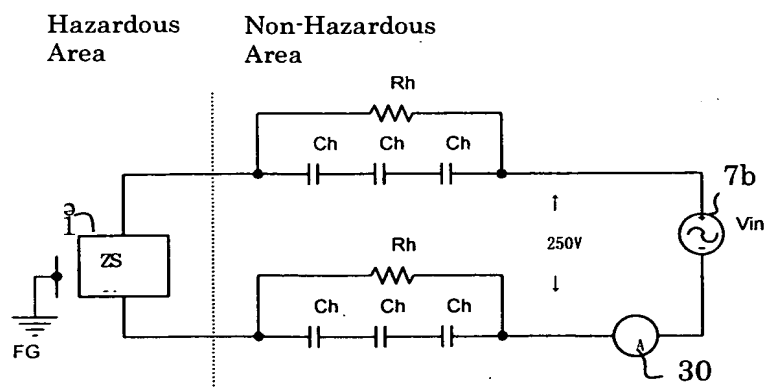 Hazardous Area
Non-Hazardous Area
Rh
Ch Ch Ch
7b
Vin
250V
ZS
Rh
Ch Ch Ch
A
30
FG